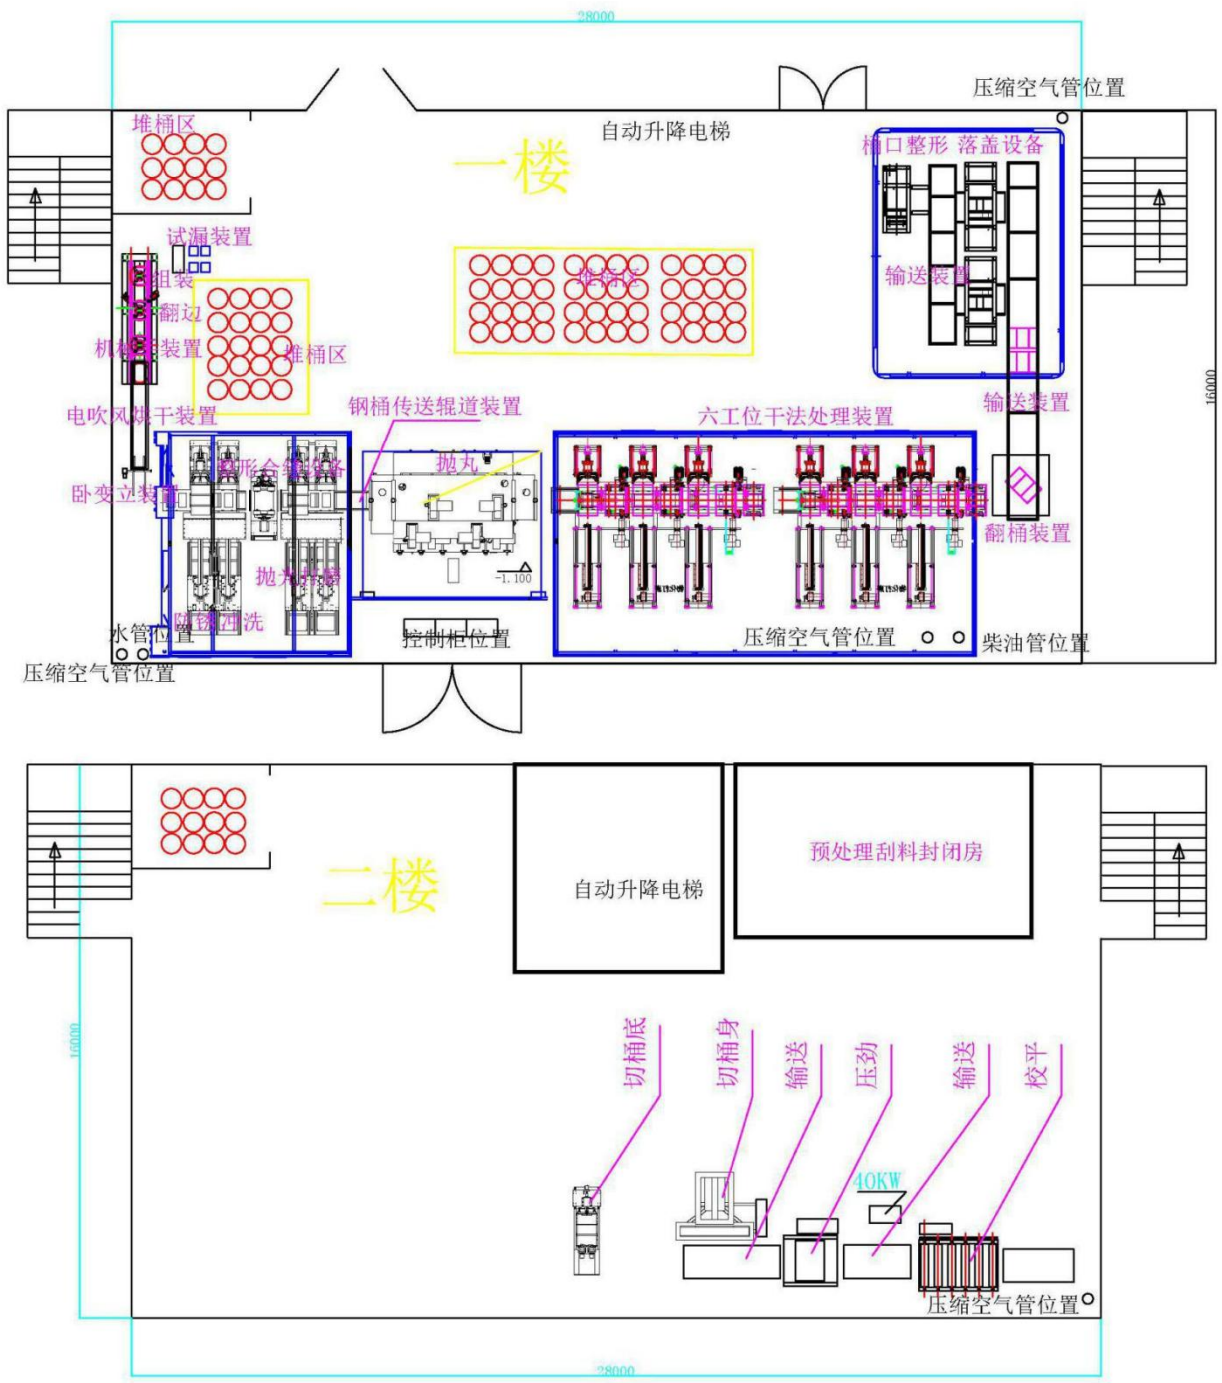 28000
压缩空气管位置
堆桶区
自动升降电梯
一楼
桶口整形 落盖设备
试漏装置
组装
输送装置
堆桶区
翻边
机械
装置
堆桶区
16000
电吹风烘干装置
钢桶传送辊道装置
六工位干法处理装置
输送装置
抛丸
卧变立装置
翻桶装置
-1.100
防锈冲洗
水管位置
控制柜位置
压缩空气管位置
柴油管位置
压缩空气管位置
二楼
自动升降电梯
预处理刮料封闭房
16000
切桶底
切桶身
输送
压劲
输送
校平
40KW
压缩空气管位置
28000